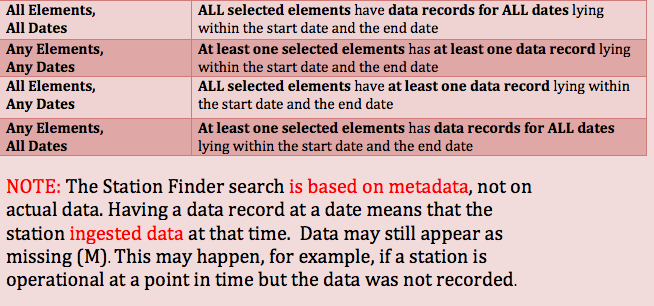 All Elements, ALL selected elements have data records for ALL dates lying
All Dates within the start date and the end date
Any Elements, At least one selected elements has at least one data record lying
Any Dates within the start date and the end date
All Elements, ALL selected elements have at least one data record lying within
Any Dates the start date and the end date
Any Elements, At least one selected elements has data records for ALL dates
All Dates lying within the start date and the end date
NOTE: The Station Finder search is based on metadata, not on
actual data. Having a data record at a date means that the
station ingested data at that time.  Data may still appear as
missing (M). This may happen, for example, if a station is
operational at a point in time but the data was not recorded.